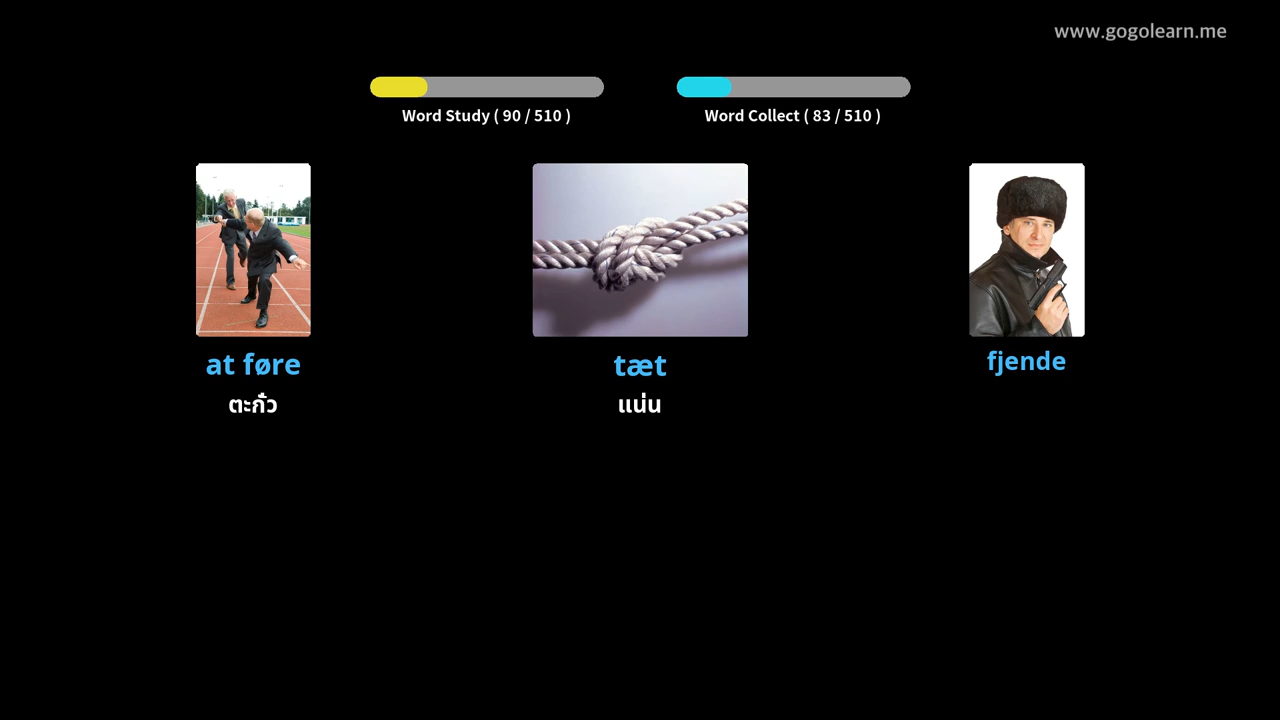 www.gogolearn.me
Word Study ( 90 / 510 )
Word Collect ( 83 / 510 )
at føre
tæt
fjende
ตะกั๋ว
แน่น